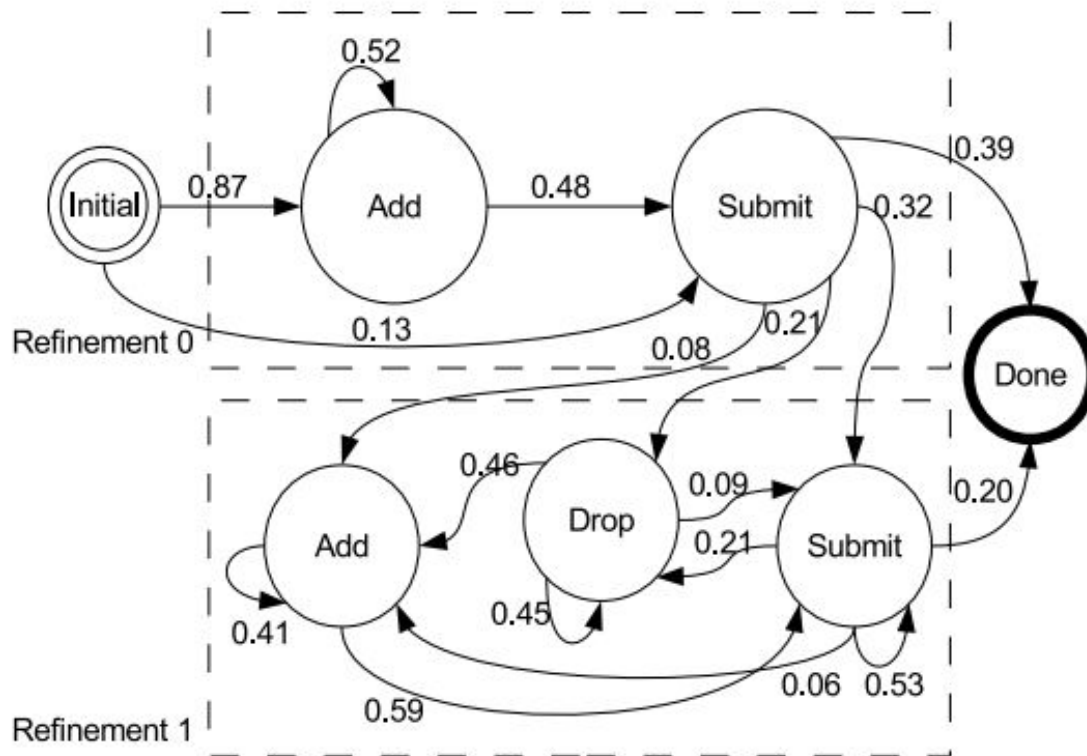 0.52
0.39
Initial
0.87
Add
0.48
Submit
0.32
0.13
0.21
Refinement 0
0.08
Done
0.46
0.09
0.20
Add
Drop
0.21
Submit
0.45
0.41
0.59
0.06
0.53
Refinement 1